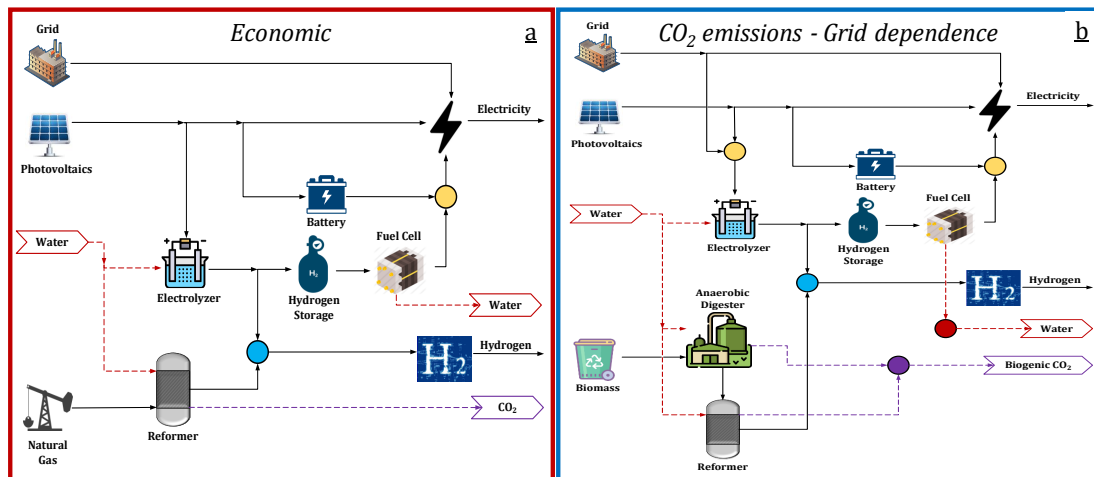 Economic
a
Grid
Electricity
Photovoltaics
Battery
Water
Fuel Cell
Electrolyzer
H₂
Hydrogen
Storage
Water
H2
Hydrogen
CO₂
Reformer
Natural
Gas
CO₂ emissions - Grid dependence
b
Grid
Electricity
Photovoltaics
Battery
Water
Fuel Cell
Electrolyzer
H₂
Hydrogen
Storage
Anaerobic
Digester
H2
Hydrogen
Water
Biogenic CO₂
Biomass
Reformer